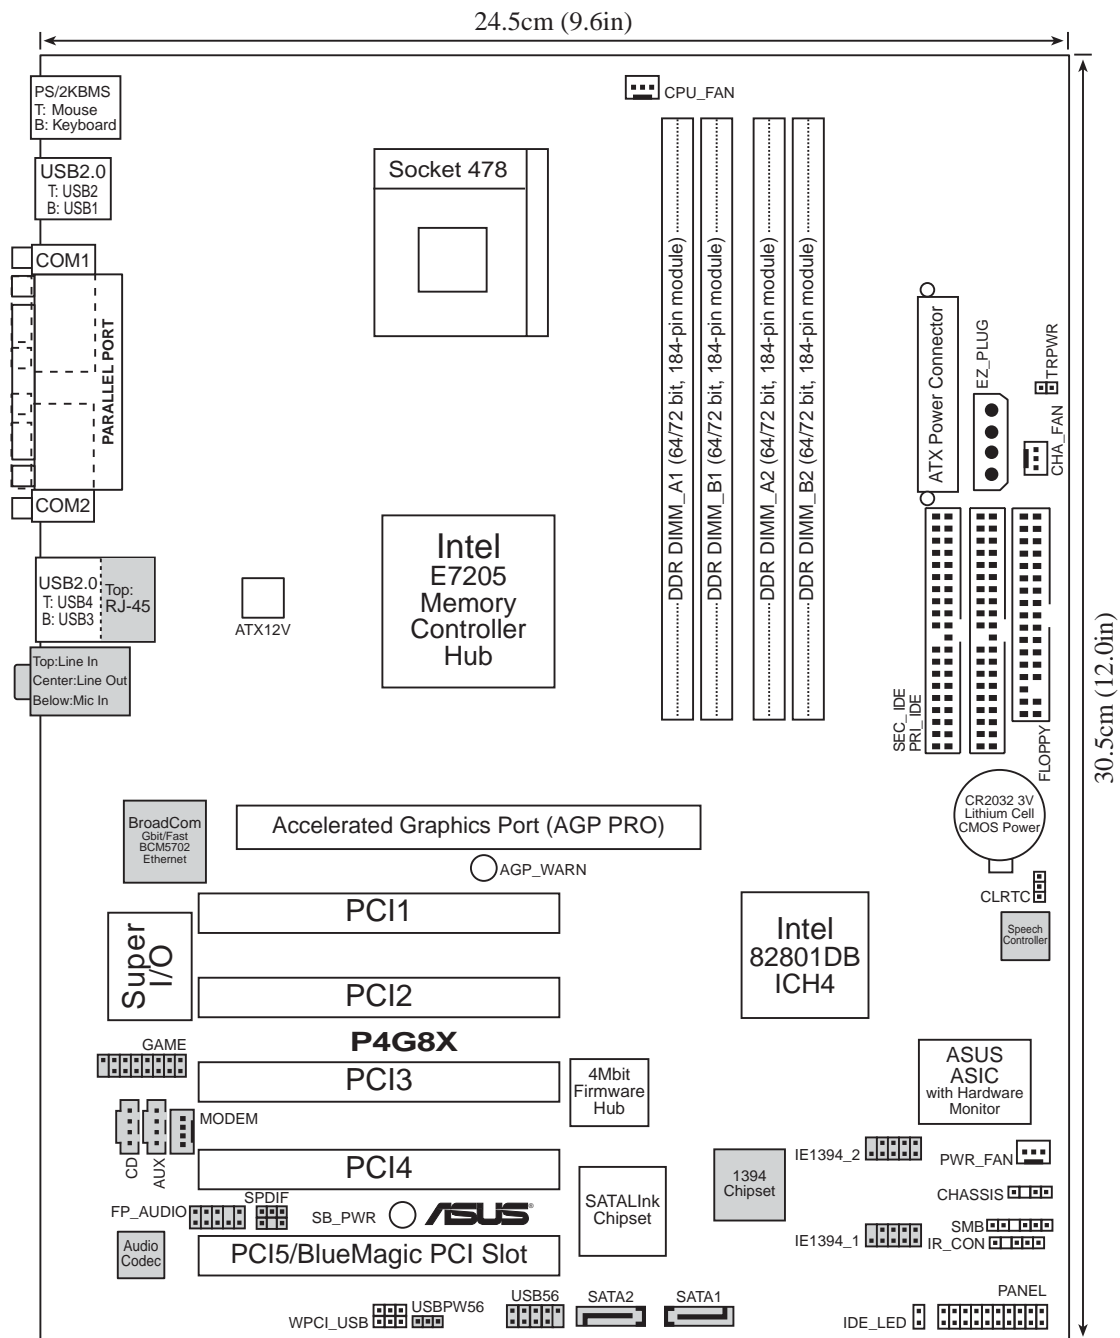 24.5cm (9.6in)
PS/2KBMS
T: Mouse
B: Keyboard
CPU_FAN
USB2.0
T: USB2
B: USB1
Socket 478
COM1
PARALLEL PORT
COM2
DDR DIMM_A1 (64/72 bit, 184-pin module)
DDR DIMM_B1 (64/72 bit, 184-pin module)
DDR DIMM_A2 (64/72 bit, 184-pin module)
DDR DIMM_B2 (64/72 bit, 184-pin module)
ATX Power Connector
EZ_PLUG
TRPWR
CHA_FAN
Intel
E7205
Memory
Controller
Hub
USB2.0
T: USB4
B: USB3
Top:
RJ-45
ATX12V
Top:Line In
Center:Line Out
Below:Mic In
SEC_IDE
PRI_IDE
FLOPPY
30.5cm (12.0in)
CR2032 3V
Lithium Cell
CMOS Power
BroadCom
Gbit/Fast
BCM5702
Ethernet
Accelerated Graphics Port (AGP PRO)
AGP_WARN
CLRTC
PCI1
Super
I/O
Intel
82801DB
ICH4
Speech
Controller
PCI2
P4G8X
GAME
PCI3
4Mbit
Firmware
Hub
ASUS
ASIC
with Hardware
Monitor
MODEM
CD
AUX
PCI4
IE1394_2
PWR_FAN
1394
Chipset
SATALInk
Chipset
CHASSIS
FP_AUDIO
SPDIF
SB_PWR
ASUS®
SMB
IE1394_1
IR_CON
Audio
Codec
PCI5/BlueMagic PCI Slot
WPCI_USB
USBPW56
USB56
SATA2
SATA1
IDE_LED
PANEL